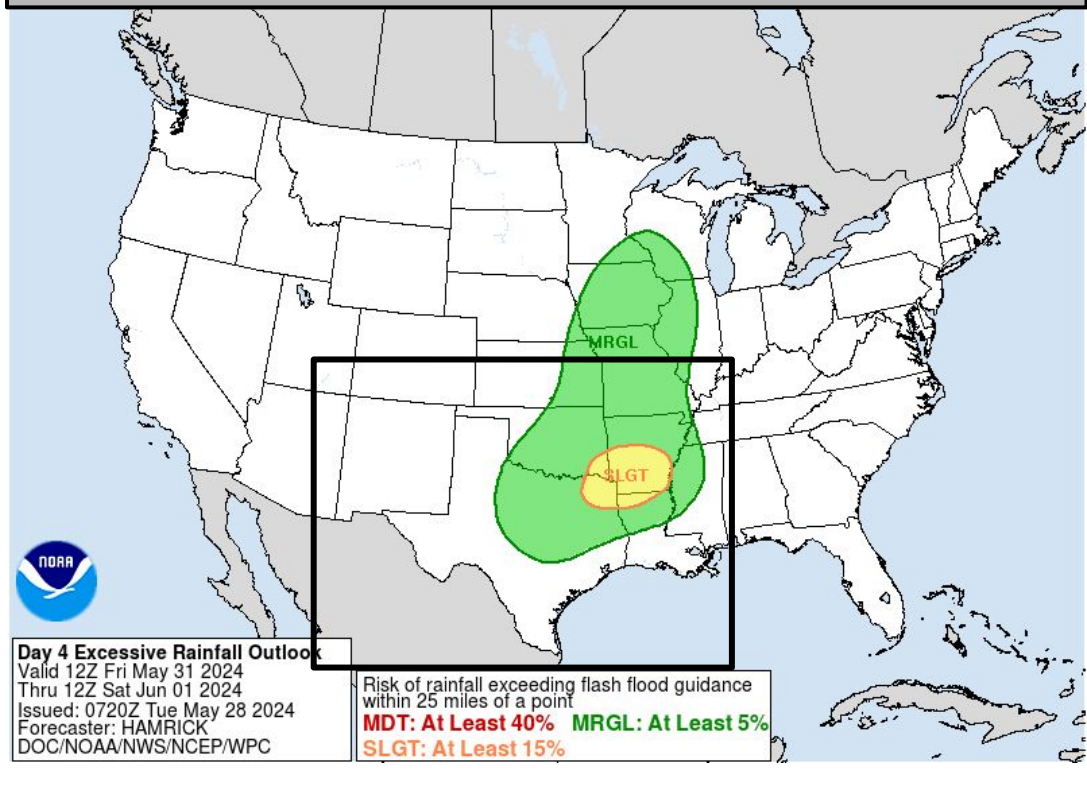 MRGL
SLGT
NOAA
Day 4 Excessive Rainfall Outlook
Valid 12Z Fri May 31 2024
Thru 12Z Sat Jun 01 2024
Issued: 0720Z Tue May 28 2024
Forecaster: HAMRICK
DOC/NOAA/NWS/NCEP/WPC
Risk of rainfall exceeding flash flood guidance
within 25 miles of a point
MDT: At Least 40% MRGL: At Least 5%
SLGT: At Least 15%